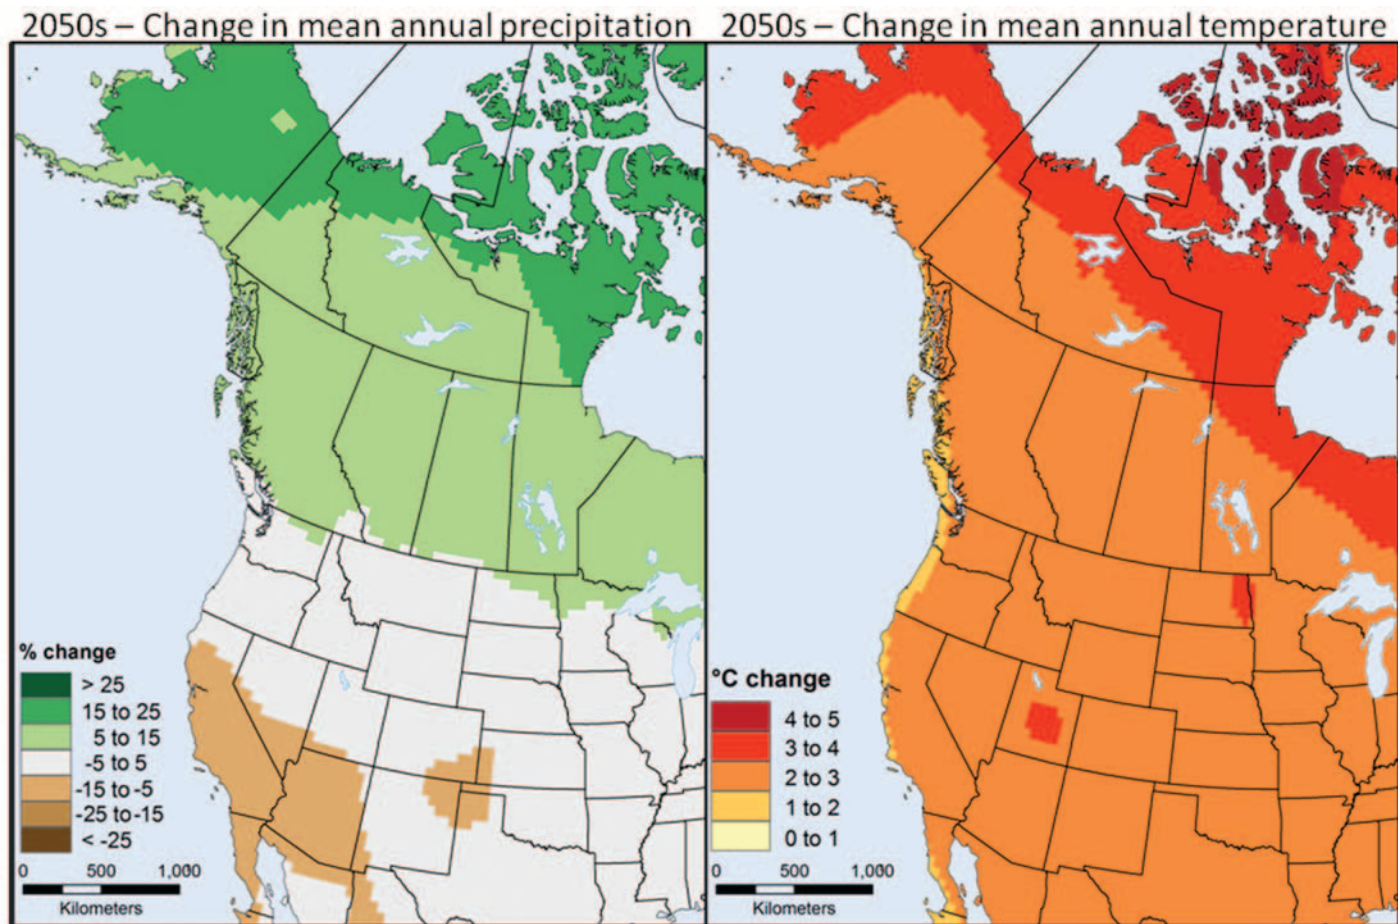 2050s – Change in mean annual precipitation
% change
> 25
15 to 25
5 to 15
-5 to 5
-15 to -5
-25 to -15
< -25
0 500 1,000
Kilometers
2050s – Change in mean annual temperature
°C change
4 to 5
3 to 4
2 to 3
1 to 2
0 to 1
0 500 1,000
Kilometers